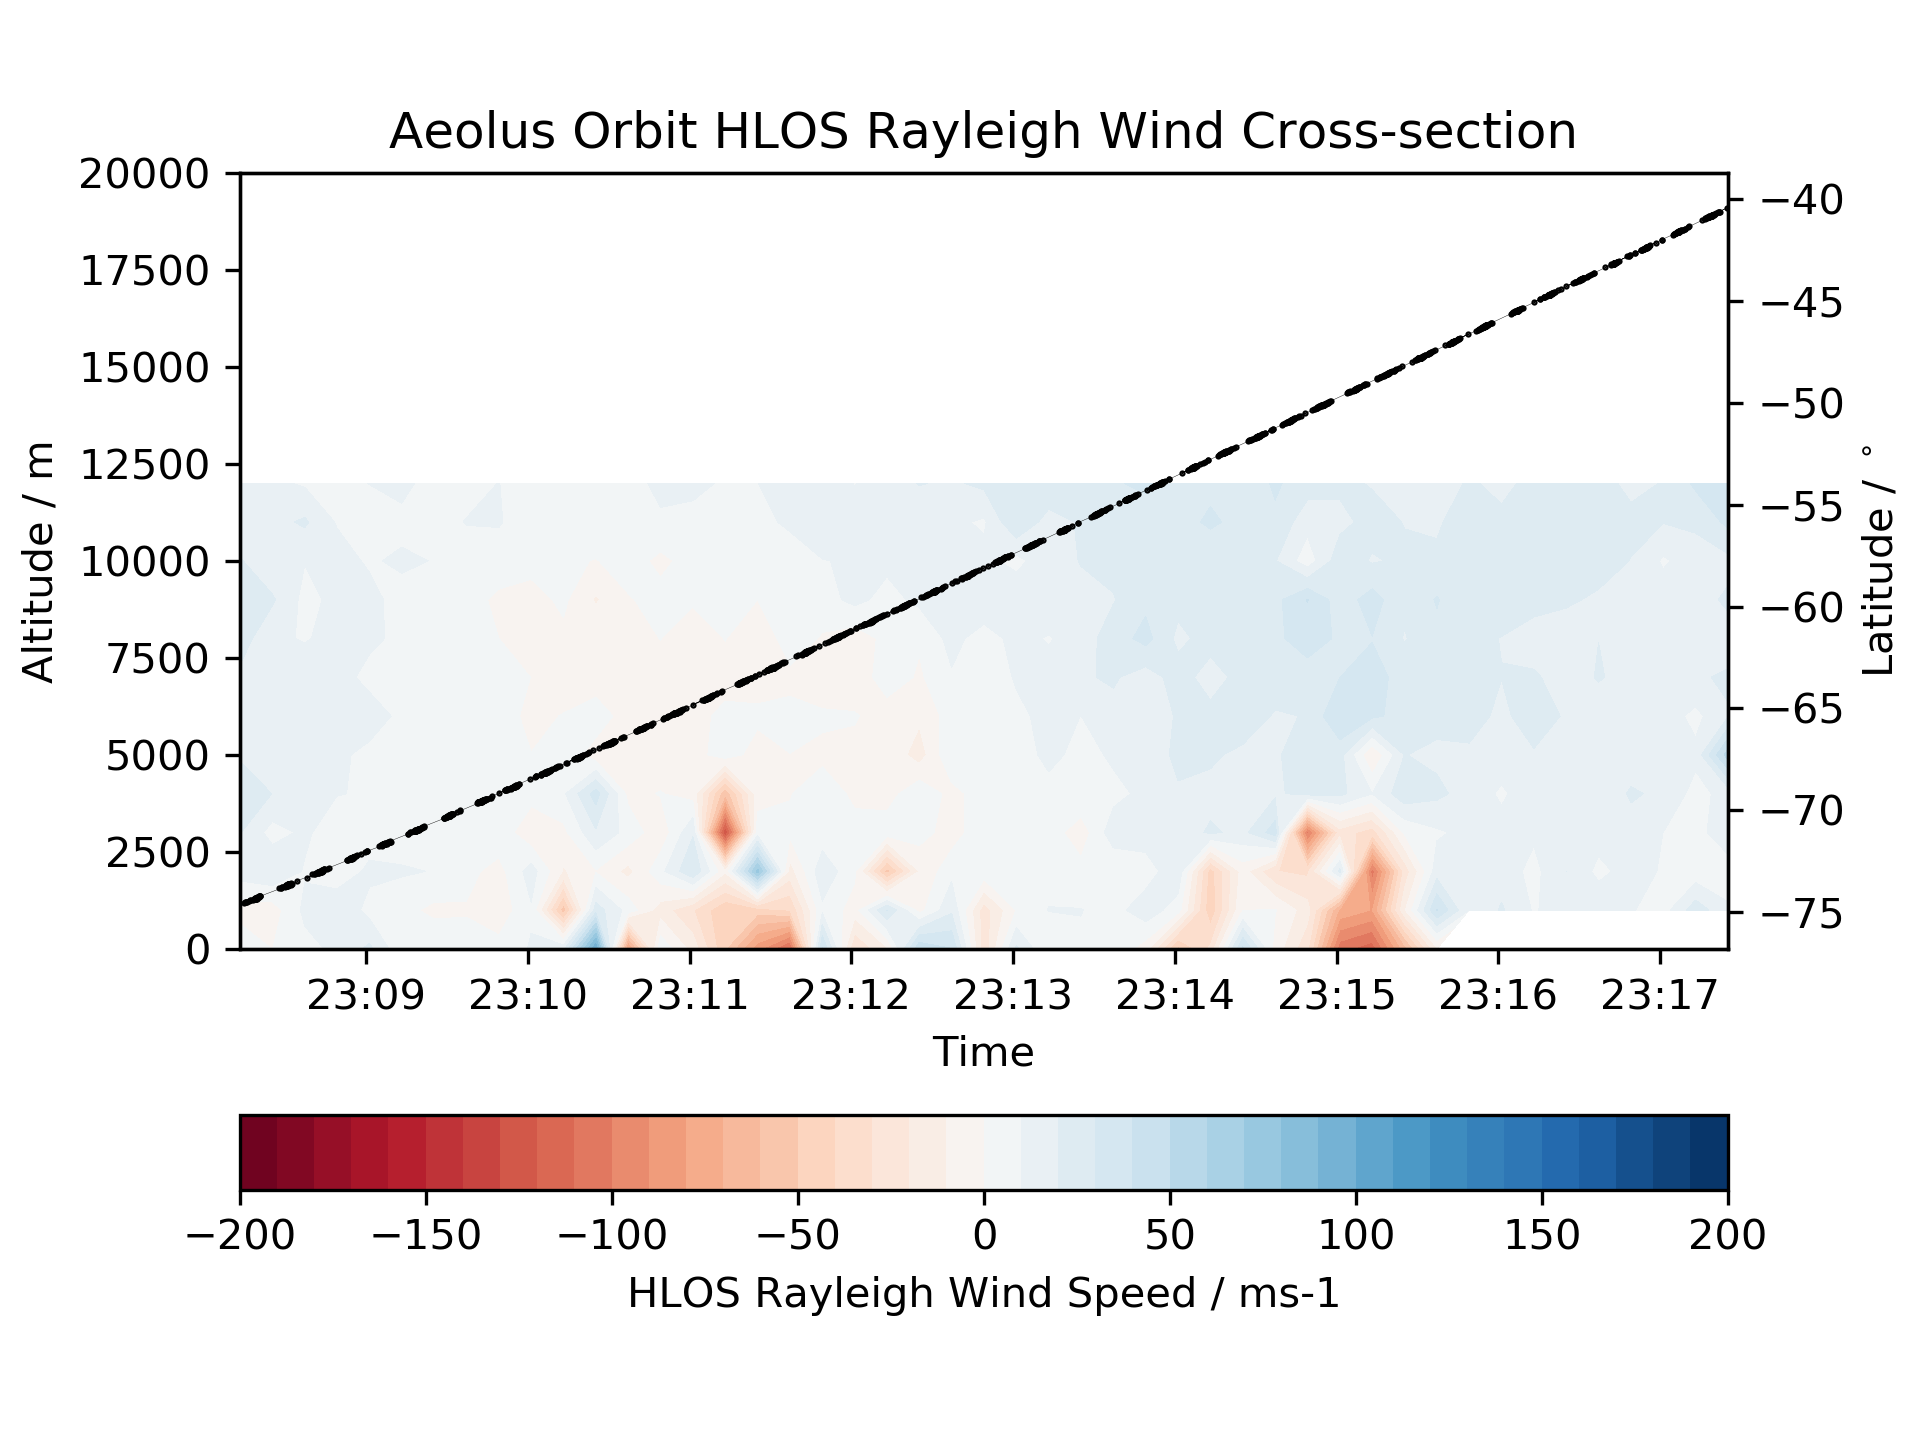 Aeolus Orbit HLOS Rayleigh Wind Cross-section
20000
17500
15000
12500
10000
7500
5000
2500
0
Altitude / m
−40
−45
−50
−55
−60
−65
−70
−75
Latitude / °
23:09 23:10 23:11 23:12 23:13 23:14 23:15 23:16 23:17
Time
−200 −150 −100 −50 0 50 100 150 200
HLOS Rayleigh Wind Speed / ms-1